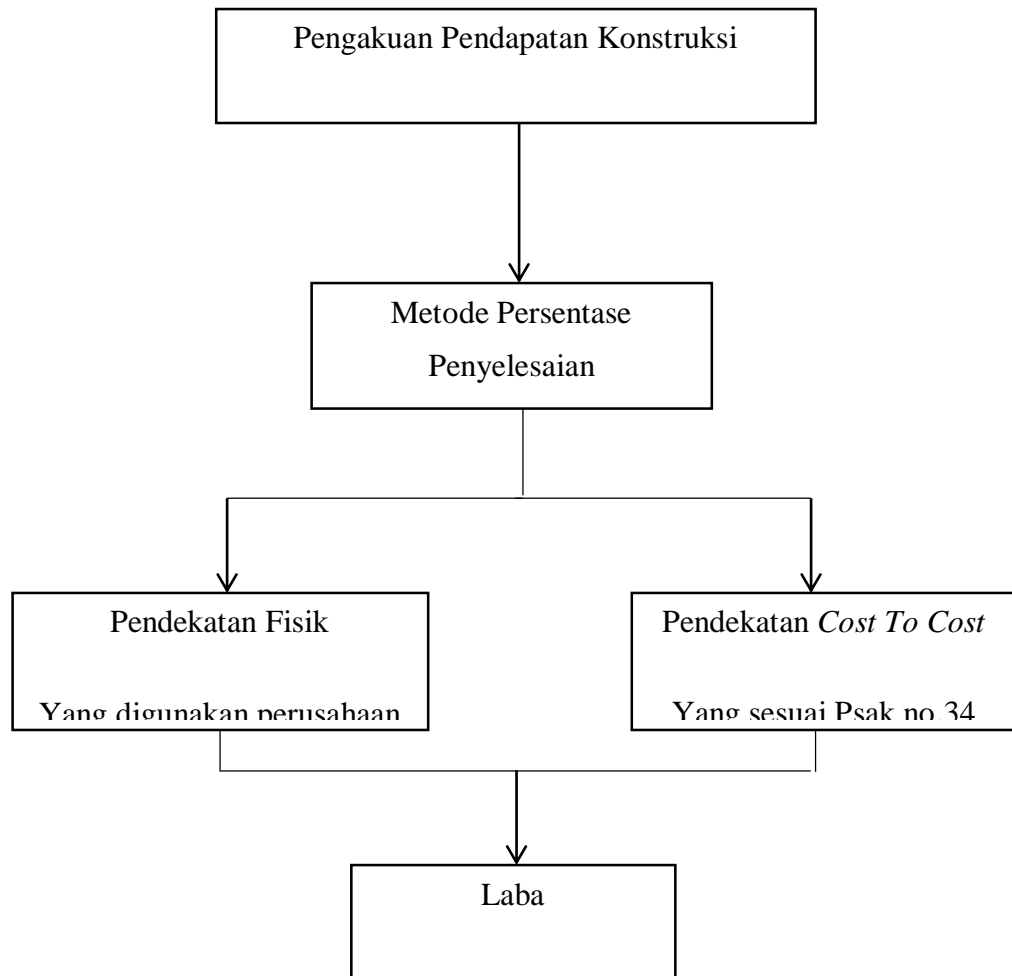 Pengakuan Pendapatan Konstruksi
Metode Persentase
Penyelesaian
Pendekatan Fisik
Yang digunakan perusahaan
Pendekatan Cost To Cost
Yang sesuai Psak no.34
Laba